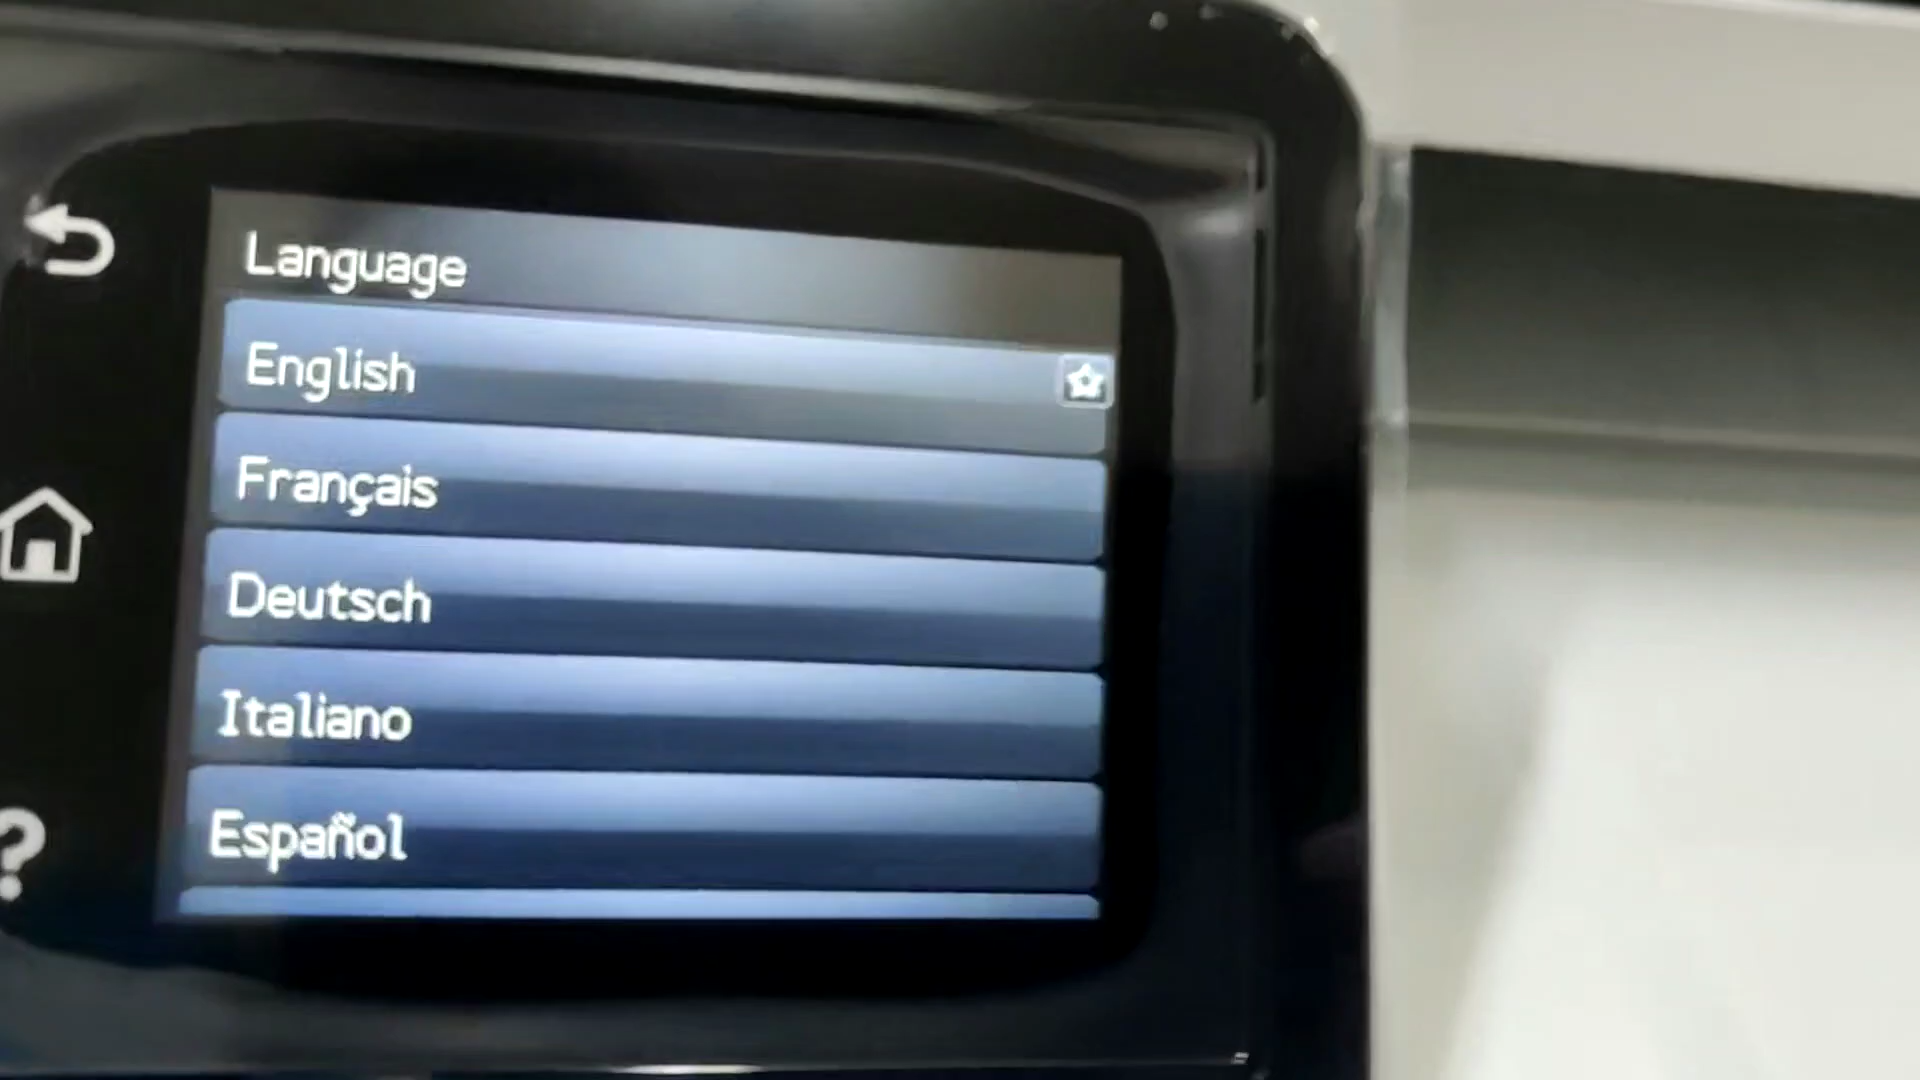 Language
English
Français
Deutsch
Italiano
Español